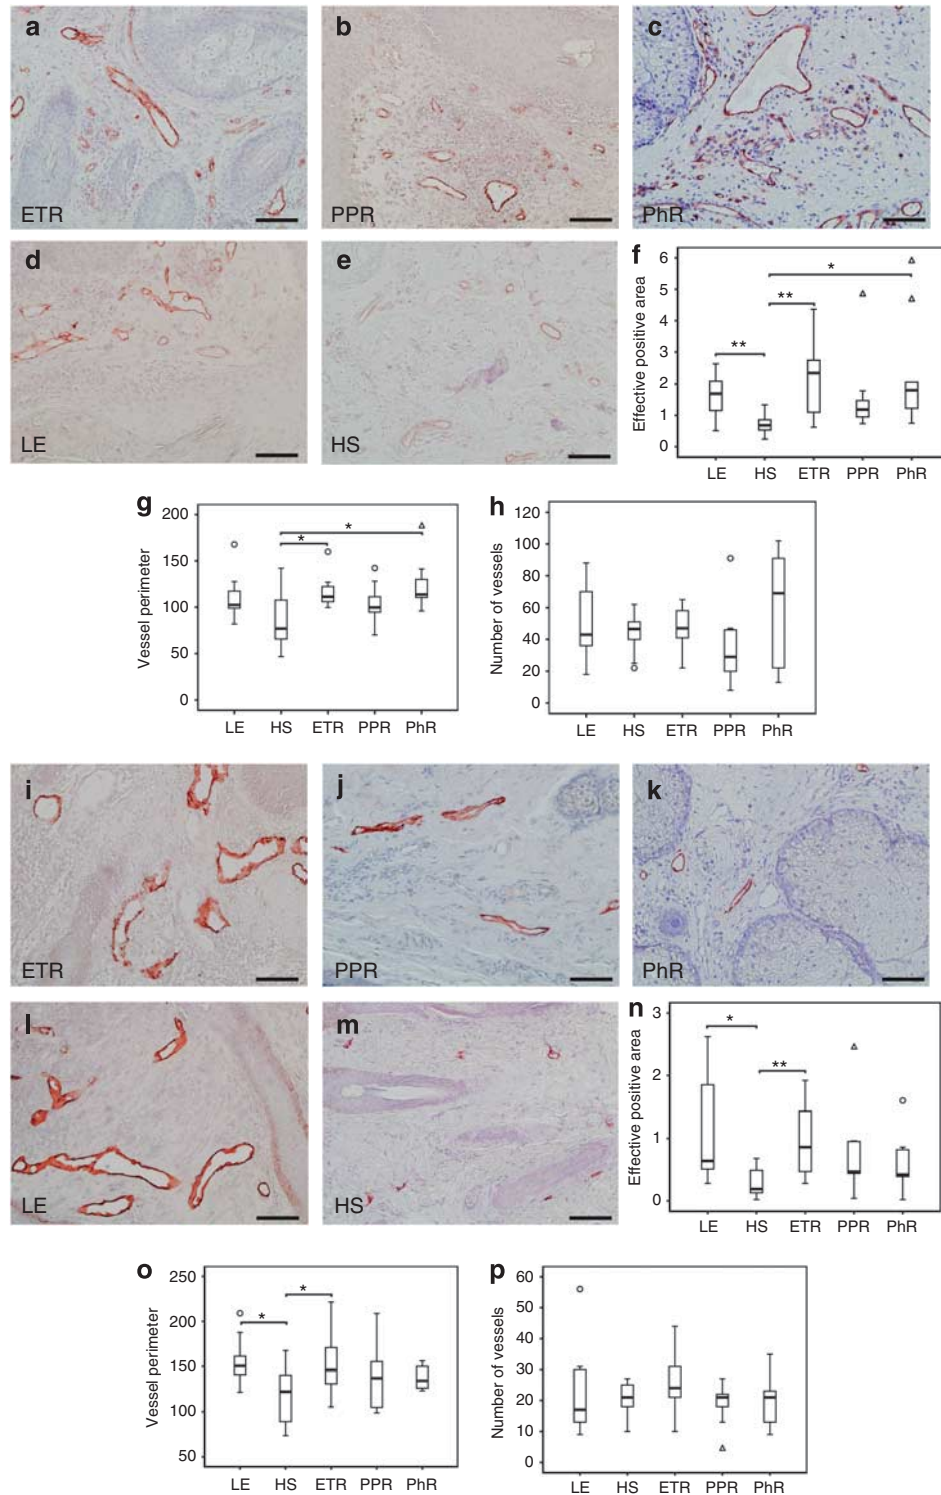 a
ETR
b
PPR
c
PhR
d
LE
e
HS
f
Effective positive area
6
5
4
3
2
1
0
**
**
*
LE HS ETR PPR PhR
g
Vessel perimeter
200
150
100
50
0
*
*
LE HS ETR PPR PhR
h
Number of vessels
120
100
80
60
40
20
0
LE HS ETR PPR PhR
i
ETR
j
PPR
k
PhR
l
LE
m
HS
n
Effective positive area
3
2
1
0
*
**
LE HS ETR PPR PhR
o
Vessel perimeter
250
200
150
100
50
*
*
LE HS ETR PPR PhR
p
Number of vessels
60
50
40
30
20
10
0
LE HS ETR PPR PhR